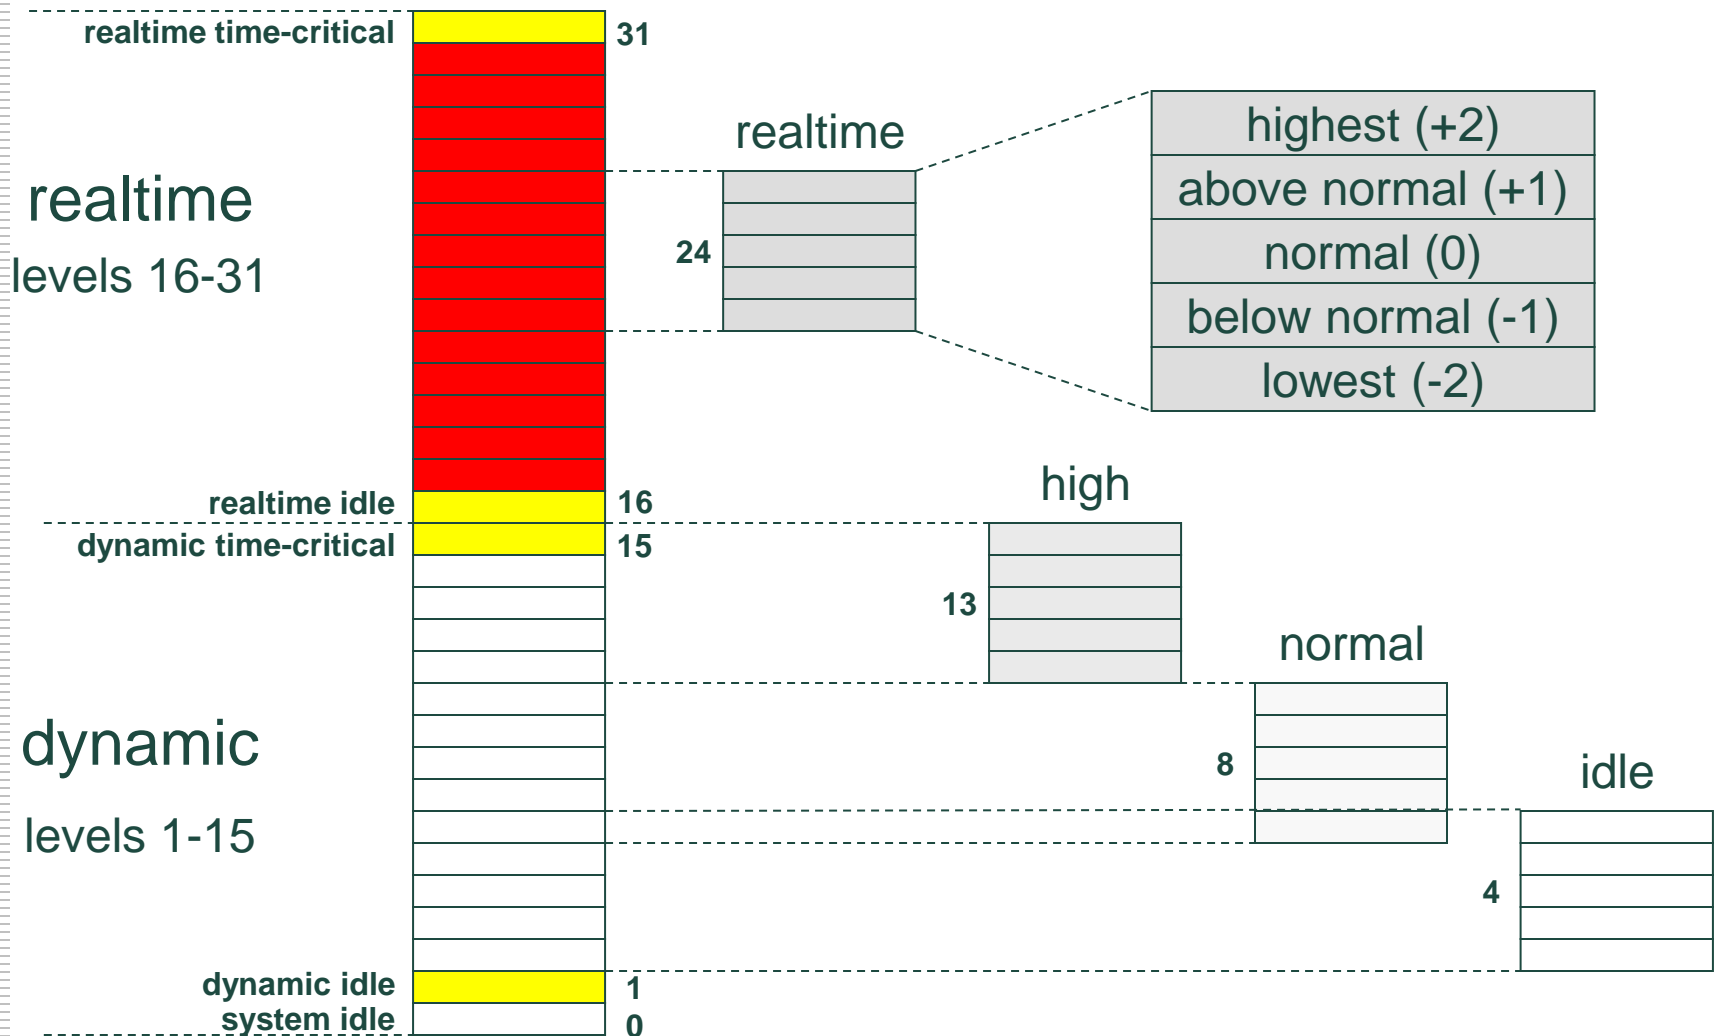 realtime time-critical
31
realtime
highest (+2)
above normal (+1)
realtime
24
normal (0)
levels 16-31
below normal (-1)
lowest (-2)
high
realtime idle
16
dynamic time-critical
15
13
normal
dynamic
8
idle
levels 1-15
4
dynamic idle
1
system idle
0